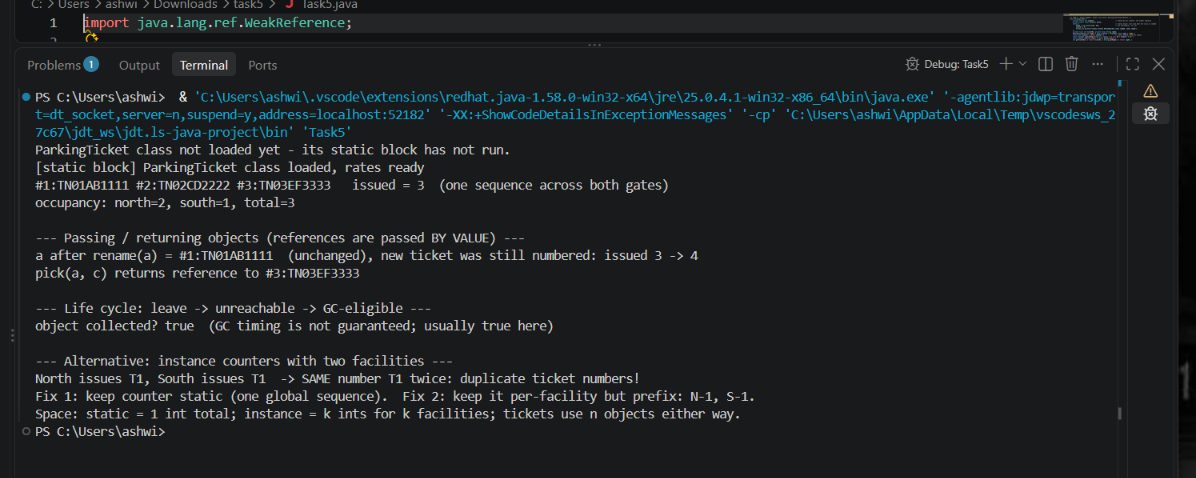 C: > Users > ashwi > Downloads > task5 > J Task5.java
1 import java.lang.ref.WeakReference;
2
Problems 1 Output Terminal Ports
Debug: Task5
PS C:\Users\ashwi>  & 'C:\Users\ashwi\.vscode\extensions\redhat.java-1.58.0-win32-x64\jre\25.0.4.1-win32-x86_64\bin\java.exe' '-agentlib:jdwp=transpor
t=dt_socket,server=n,suspend=y,address=localhost:52182' '-XX:+ShowCodeDetailsInExceptionMessages' '-cp' 'C:\Users\ashwi\AppData\Local\Temp\vscodesws_2
7c67\jdt_ws\jdt.ls-java-project\bin' 'Task5'
ParkingTicket class not loaded yet - its static block has not run.
[static block] ParkingTicket class loaded, rates ready
#1:TN01AB1111 #2:TN02CD2222 #3:TN03EF3333   issued = 3  (one sequence across both gates)
occupancy: north=2, south=1, total=3
--- Passing / returning objects (references are passed BY VALUE) ---
a after rename(a) = #1:TN01AB1111  (unchanged), new ticket was still numbered: issued 3 -> 4
pick(a, c) returns reference to #3:TN03EF3333
--- Life cycle: leave -> unreachable -> GC-eligible ---
object collected? true  (GC timing is not guaranteed; usually true here)
--- Alternative: instance counters with two facilities ---
North issues T1, South issues T1  -> SAME number T1 twice: duplicate ticket numbers!
Fix 1: keep counter static (one global sequence).  Fix 2: keep it per-facility but prefix: N-1, S-1.
Space: static = 1 int total; instance = k ints for k facilities; tickets use n objects either way.
PS C:\Users\ashwi>